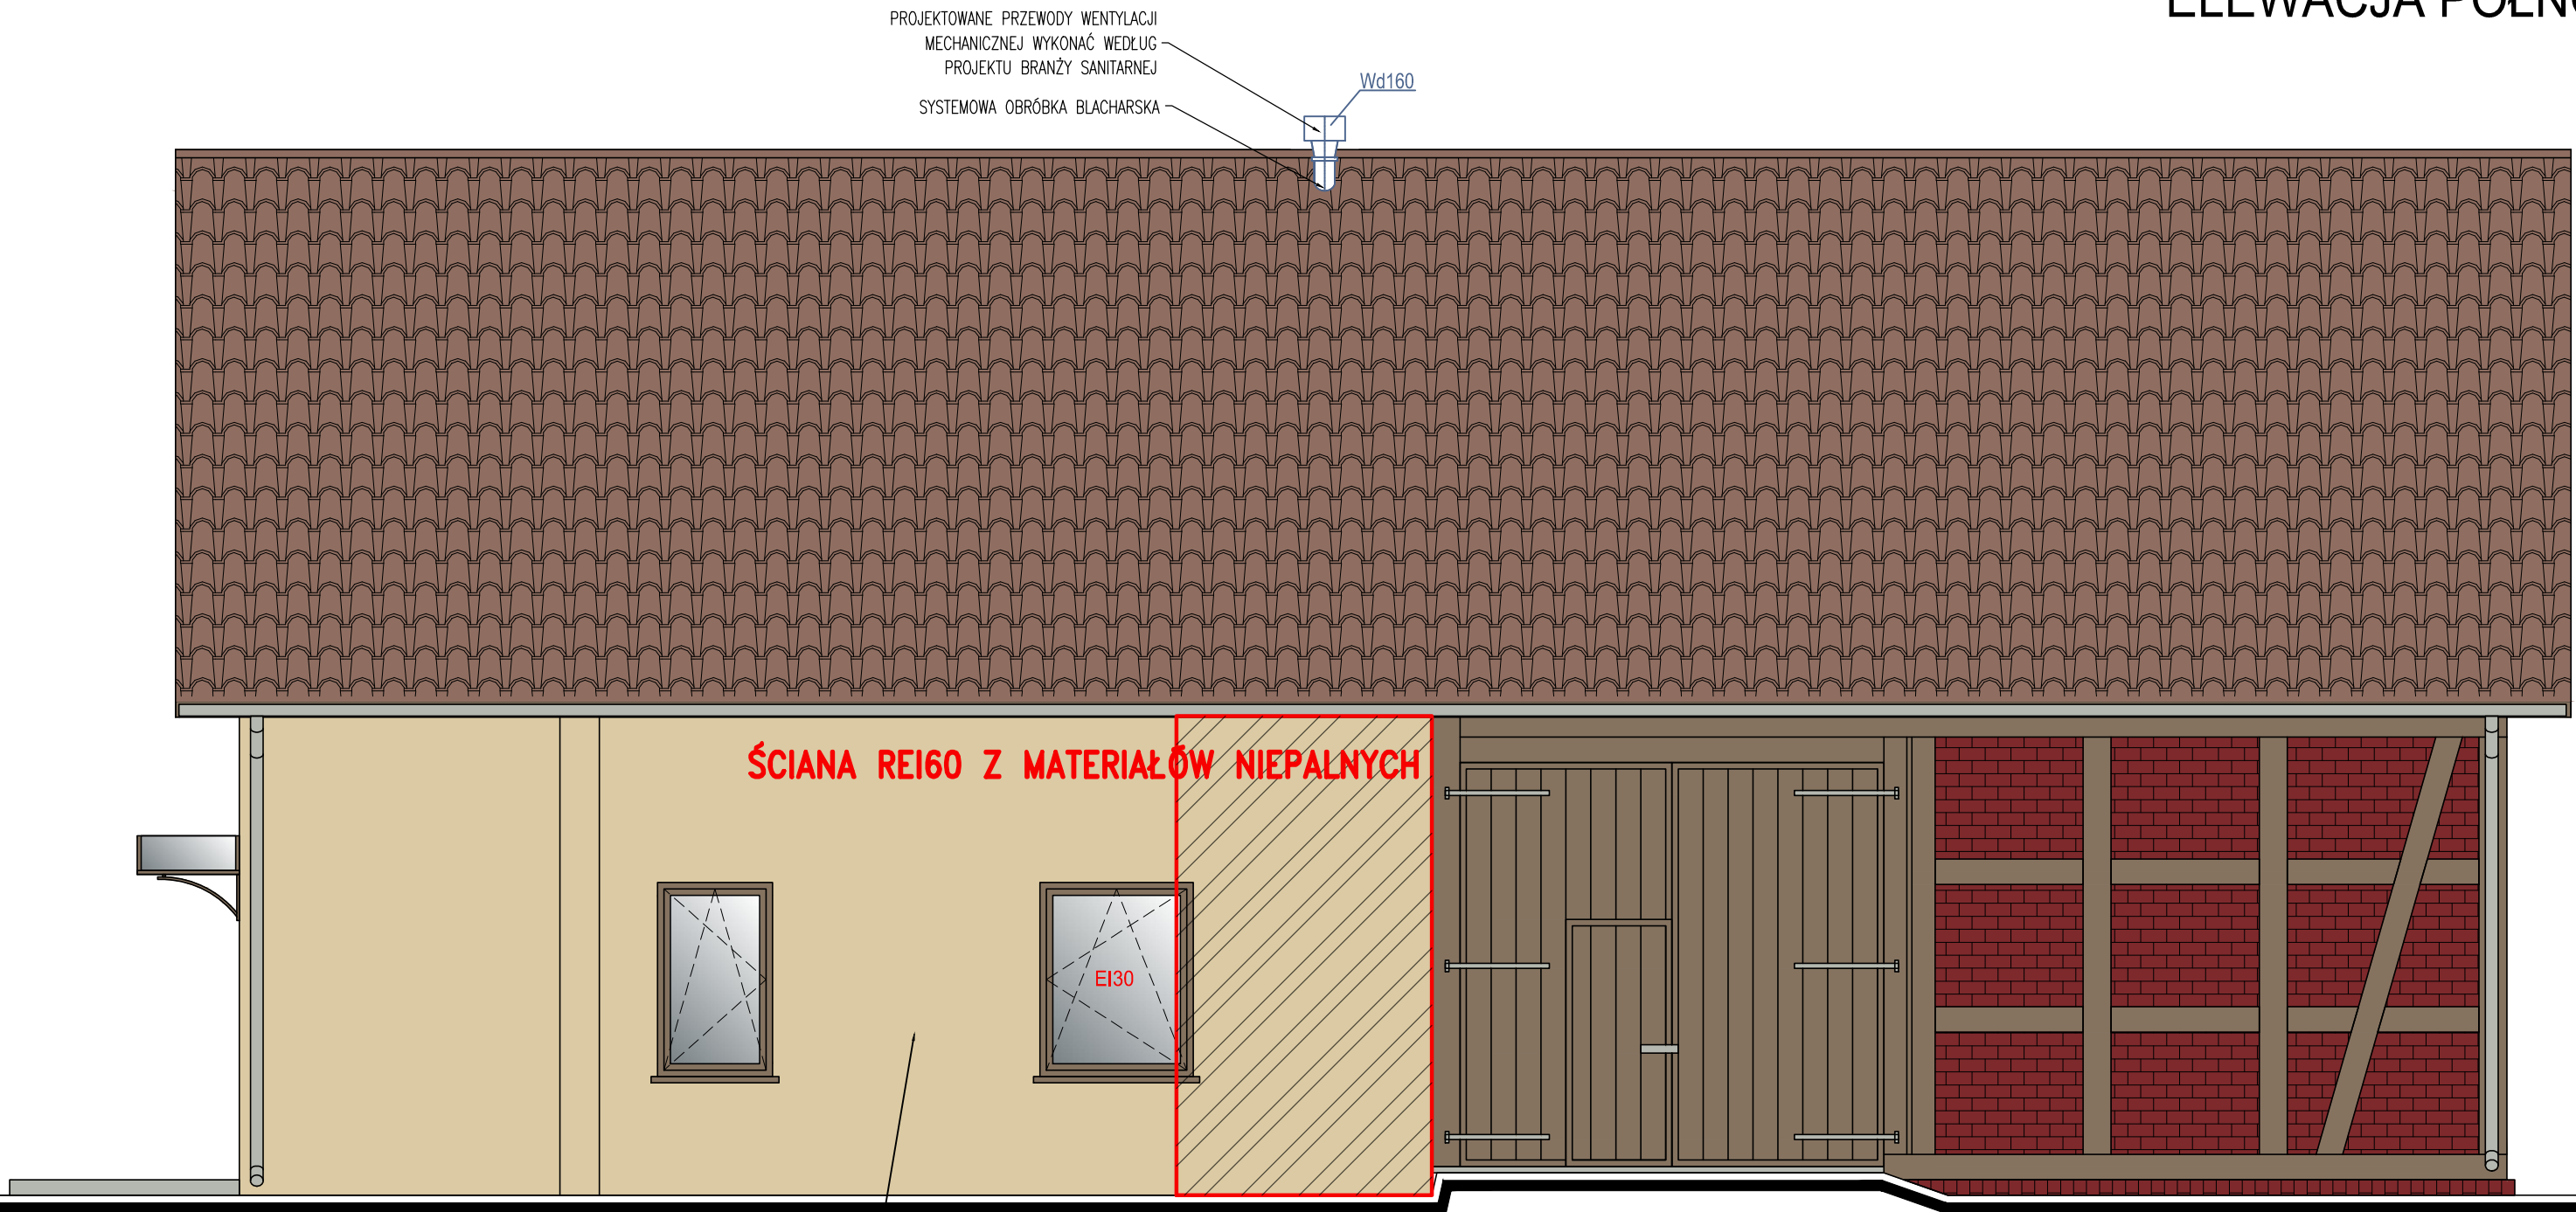 PROJEKTOWANE PRZEWODY WENTYLACJI
MECHANICZNEJ WYKONAĆ WEDŁUG
PROJEKTU BRANŻY SANITARNEJ
SYSTEMOWA OBRÓBKA BLACHARSKA
Wd160
ŚCIANA REI60 Z MATERIAŁÓW NIEPALNYCH
EI30